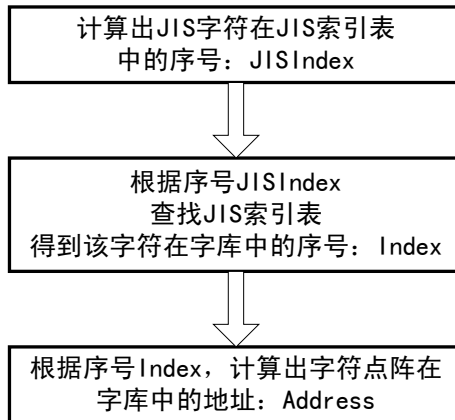 计算出JIS字符在JIS索引表
中的序号：JISIndex
根据序号JISIndex
查找JIS索引表
得到该字符在字库中的序号：Index
根据序号Index，计算出字符点阵在
字库中的地址：Address